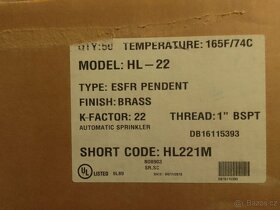 QTY:50 TEMPERATURE: 165F/74C
MODEL: HL-22
TYPE: ESFR PENDENT
FINISH: BRASS
K-FACTOR: 22 THREAD: 1" BSPT
AUTOMATIC SPRINKLER
DB16115393
SHORT CODE: HL221M
UL
LISTED
bazos.cz